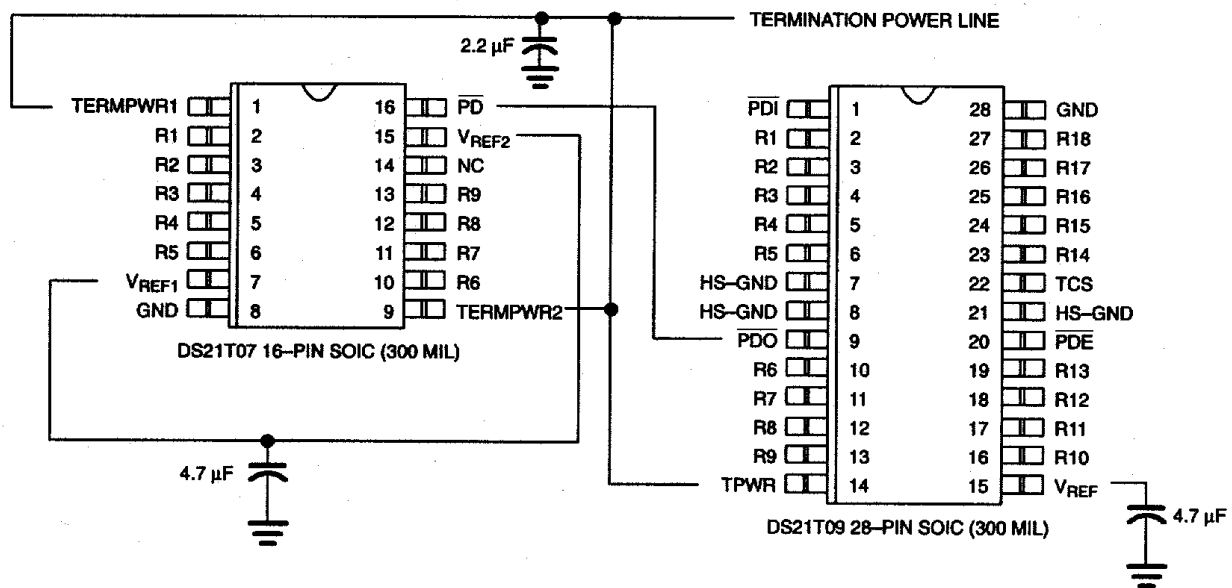 TERMINATION POWER LINE
2.2 µF
TERMPWR1 1 16 PD
R1 2 15 VREF2
R2 3 14 NC
R3 4 13 R9
R4 5 12 R8
R5 6 11 R7
VREF1 7 10 R6
GND 8 9 TERMPWR2
DS21T07 16–PIN SOIC (300 MIL)
4.7 µF
PDI 1 28 GND
R1 2 27 R18
R2 3 26 R17
R3 4 25 R16
R4 5 24 R15
R5 6 23 R14
HS–GND 7 22 TCS
HS–GND 8 21 HS–GND
PDO 9 20 PDE
R6 10 19 R13
R7 11 18 R12
R8 12 17 R11
R9 13 16 R10
TPWR 14 15 VREF
DS21T09 28–PIN SOIC (300 MIL)
4.7 µF